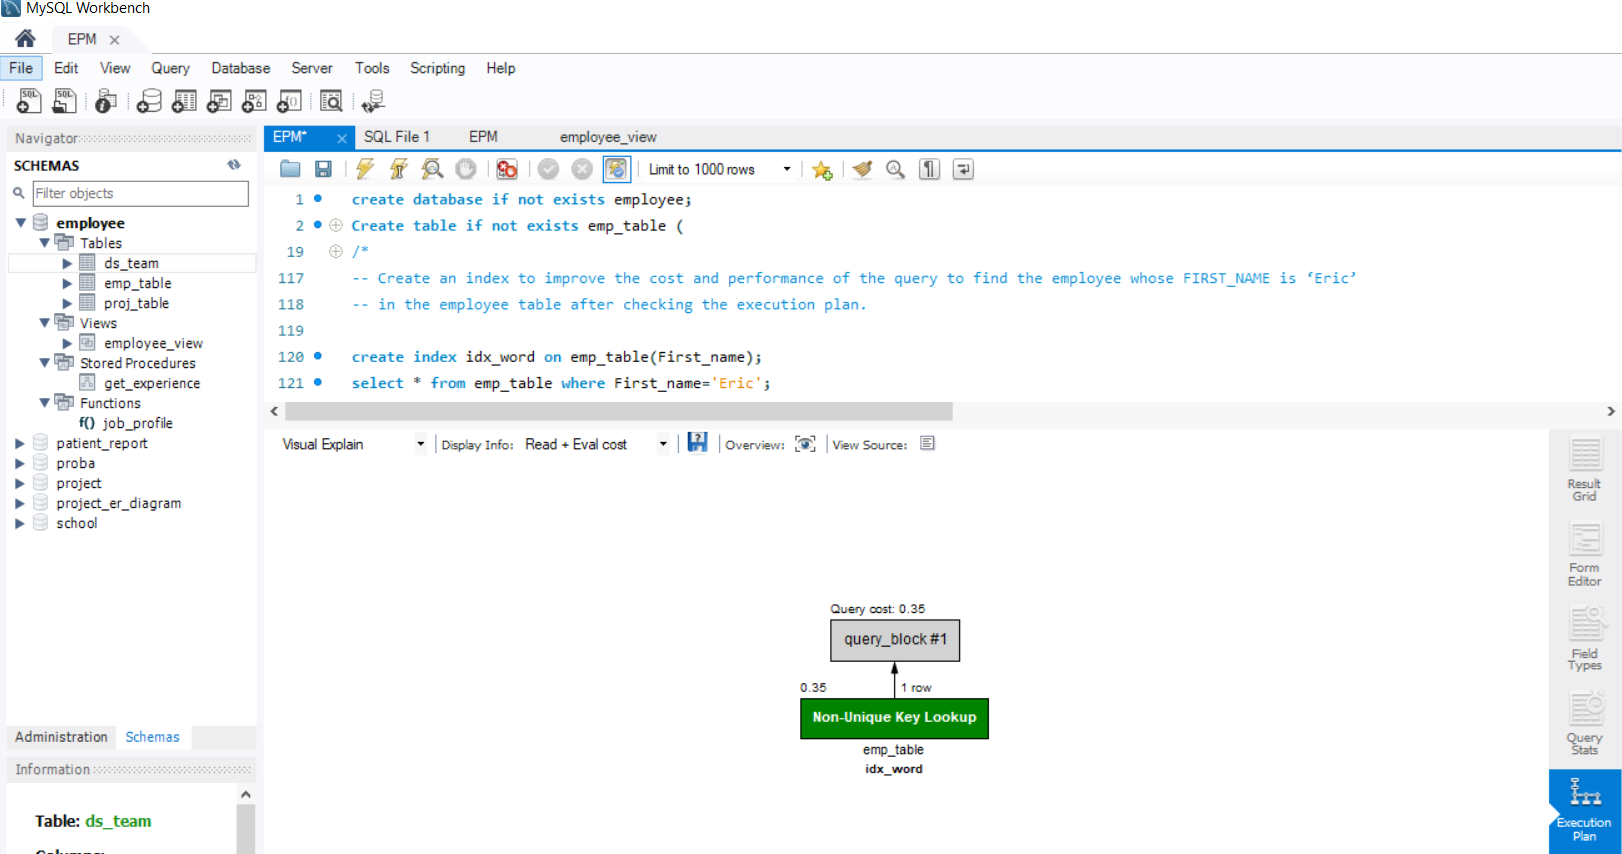 MySQL Workbench
EPM
File Edit View Query Database Server Tools Scripting Help
Navigator
SCHEMAS
Filter objects
employee
Tables
ds_team
emp_table
proj_table
Views
employee_view
Stored Procedures
get_experience
Functions
f() job_profile
patient_report
proba
project
project_er_diagram
school
Administration Schemas
Information
Table: ds_team
EPM* SQL File 1 EPM employee_view
Limit to 1000 rows
1 create database if not exists employee;
2 Create table if not exists emp_table (
19 /*
117 -- Create an index to improve the cost and performance of the query to find the employee whose FIRST_NAME is ‘Eric’
118 -- in the employee table after checking the execution plan.
119
120 create index idx_word on emp_table(First_name);
121 select * from emp_table where First_name='Eric';
Visual Explain Display Info: Read + Eval cost Overview: View Source:
Query cost: 0.35
query_block #1
0.35 1 row
Non-Unique Key Lookup
emp_table
idx_word
Result
Grid
Form
Editor
Field
Types
Query
Stats
Execution
Plan